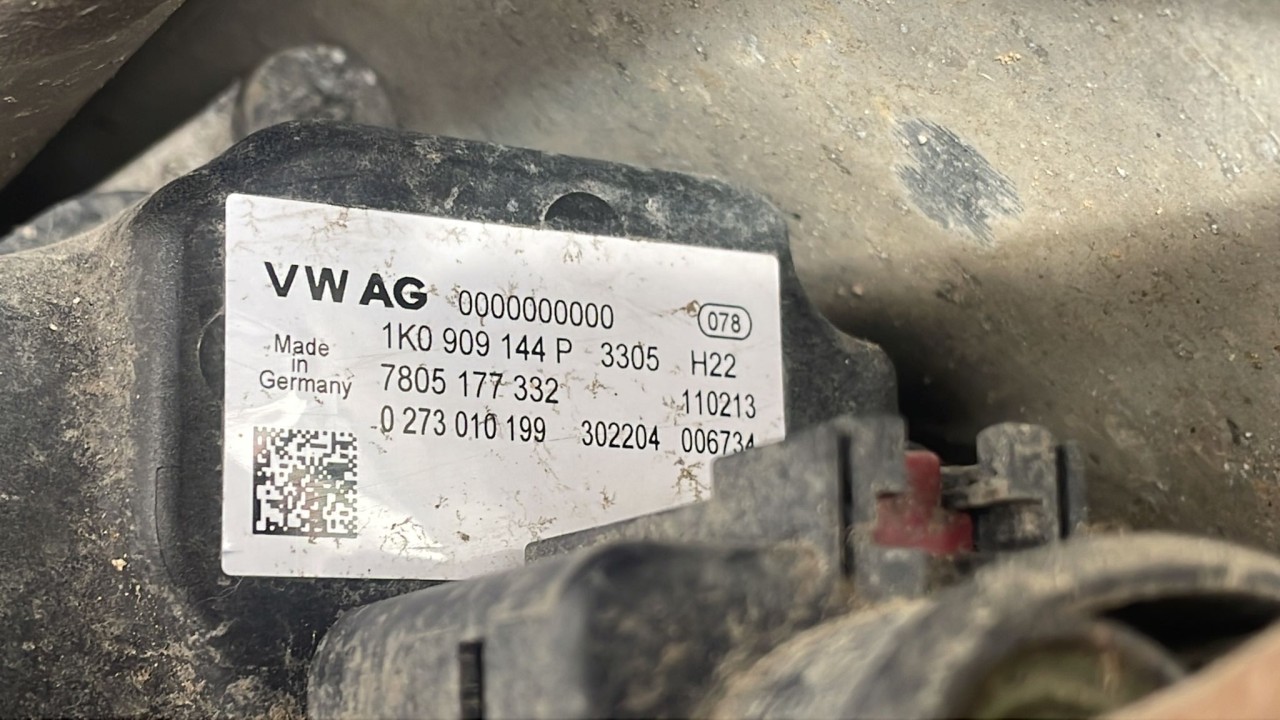 VW AG 0000000000 078
1K0 909 144 P 3305 H22
Made
in
Germany
7805 177 332 110213
0 273 010 199 302204 006734